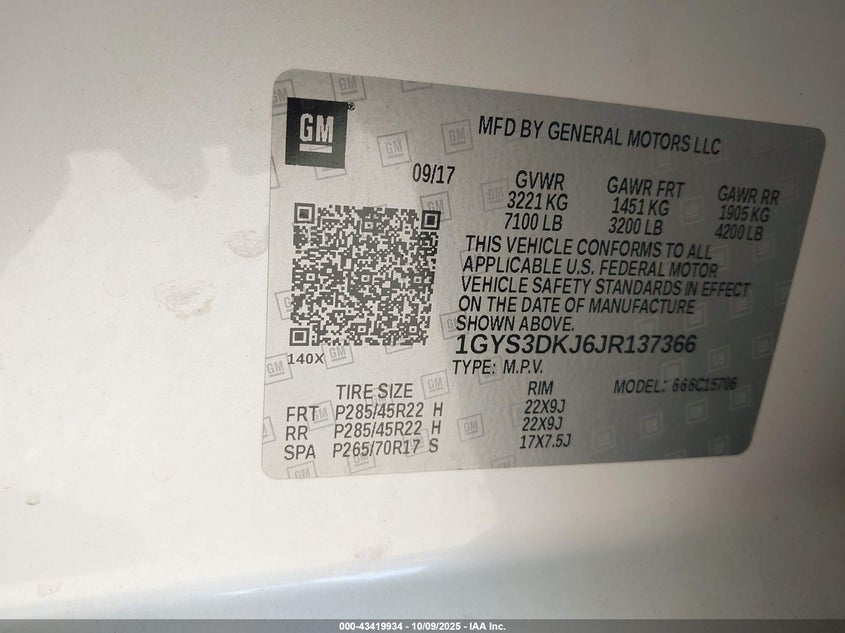 GM
MFD BY GENERAL MOTORS LLC
09/17
GVWR GAWR FRT GAWR RR
3221 KG 1451 KG 1905 KG
7100 LB 3200 LB 4200 LB
THIS VEHICLE CONFORMS TO ALL
APPLICABLE U.S. FEDERAL MOTOR
VEHICLE SAFETY STANDARDS IN EFFECT
ON THE DATE OF MANUFACTURE
SHOWN ABOVE.
1GYS3DKJ6JR137366
140X
TYPE: M.P.V.
TIRE SIZE RIM MODEL: 666C15706
FRT P285/45R22 H 22X9J
RR P285/45R22 H 22X9J
SPA P265/70R17 S 17X7.5J
000-43419934 - 10/09/2025 - IAA Inc.